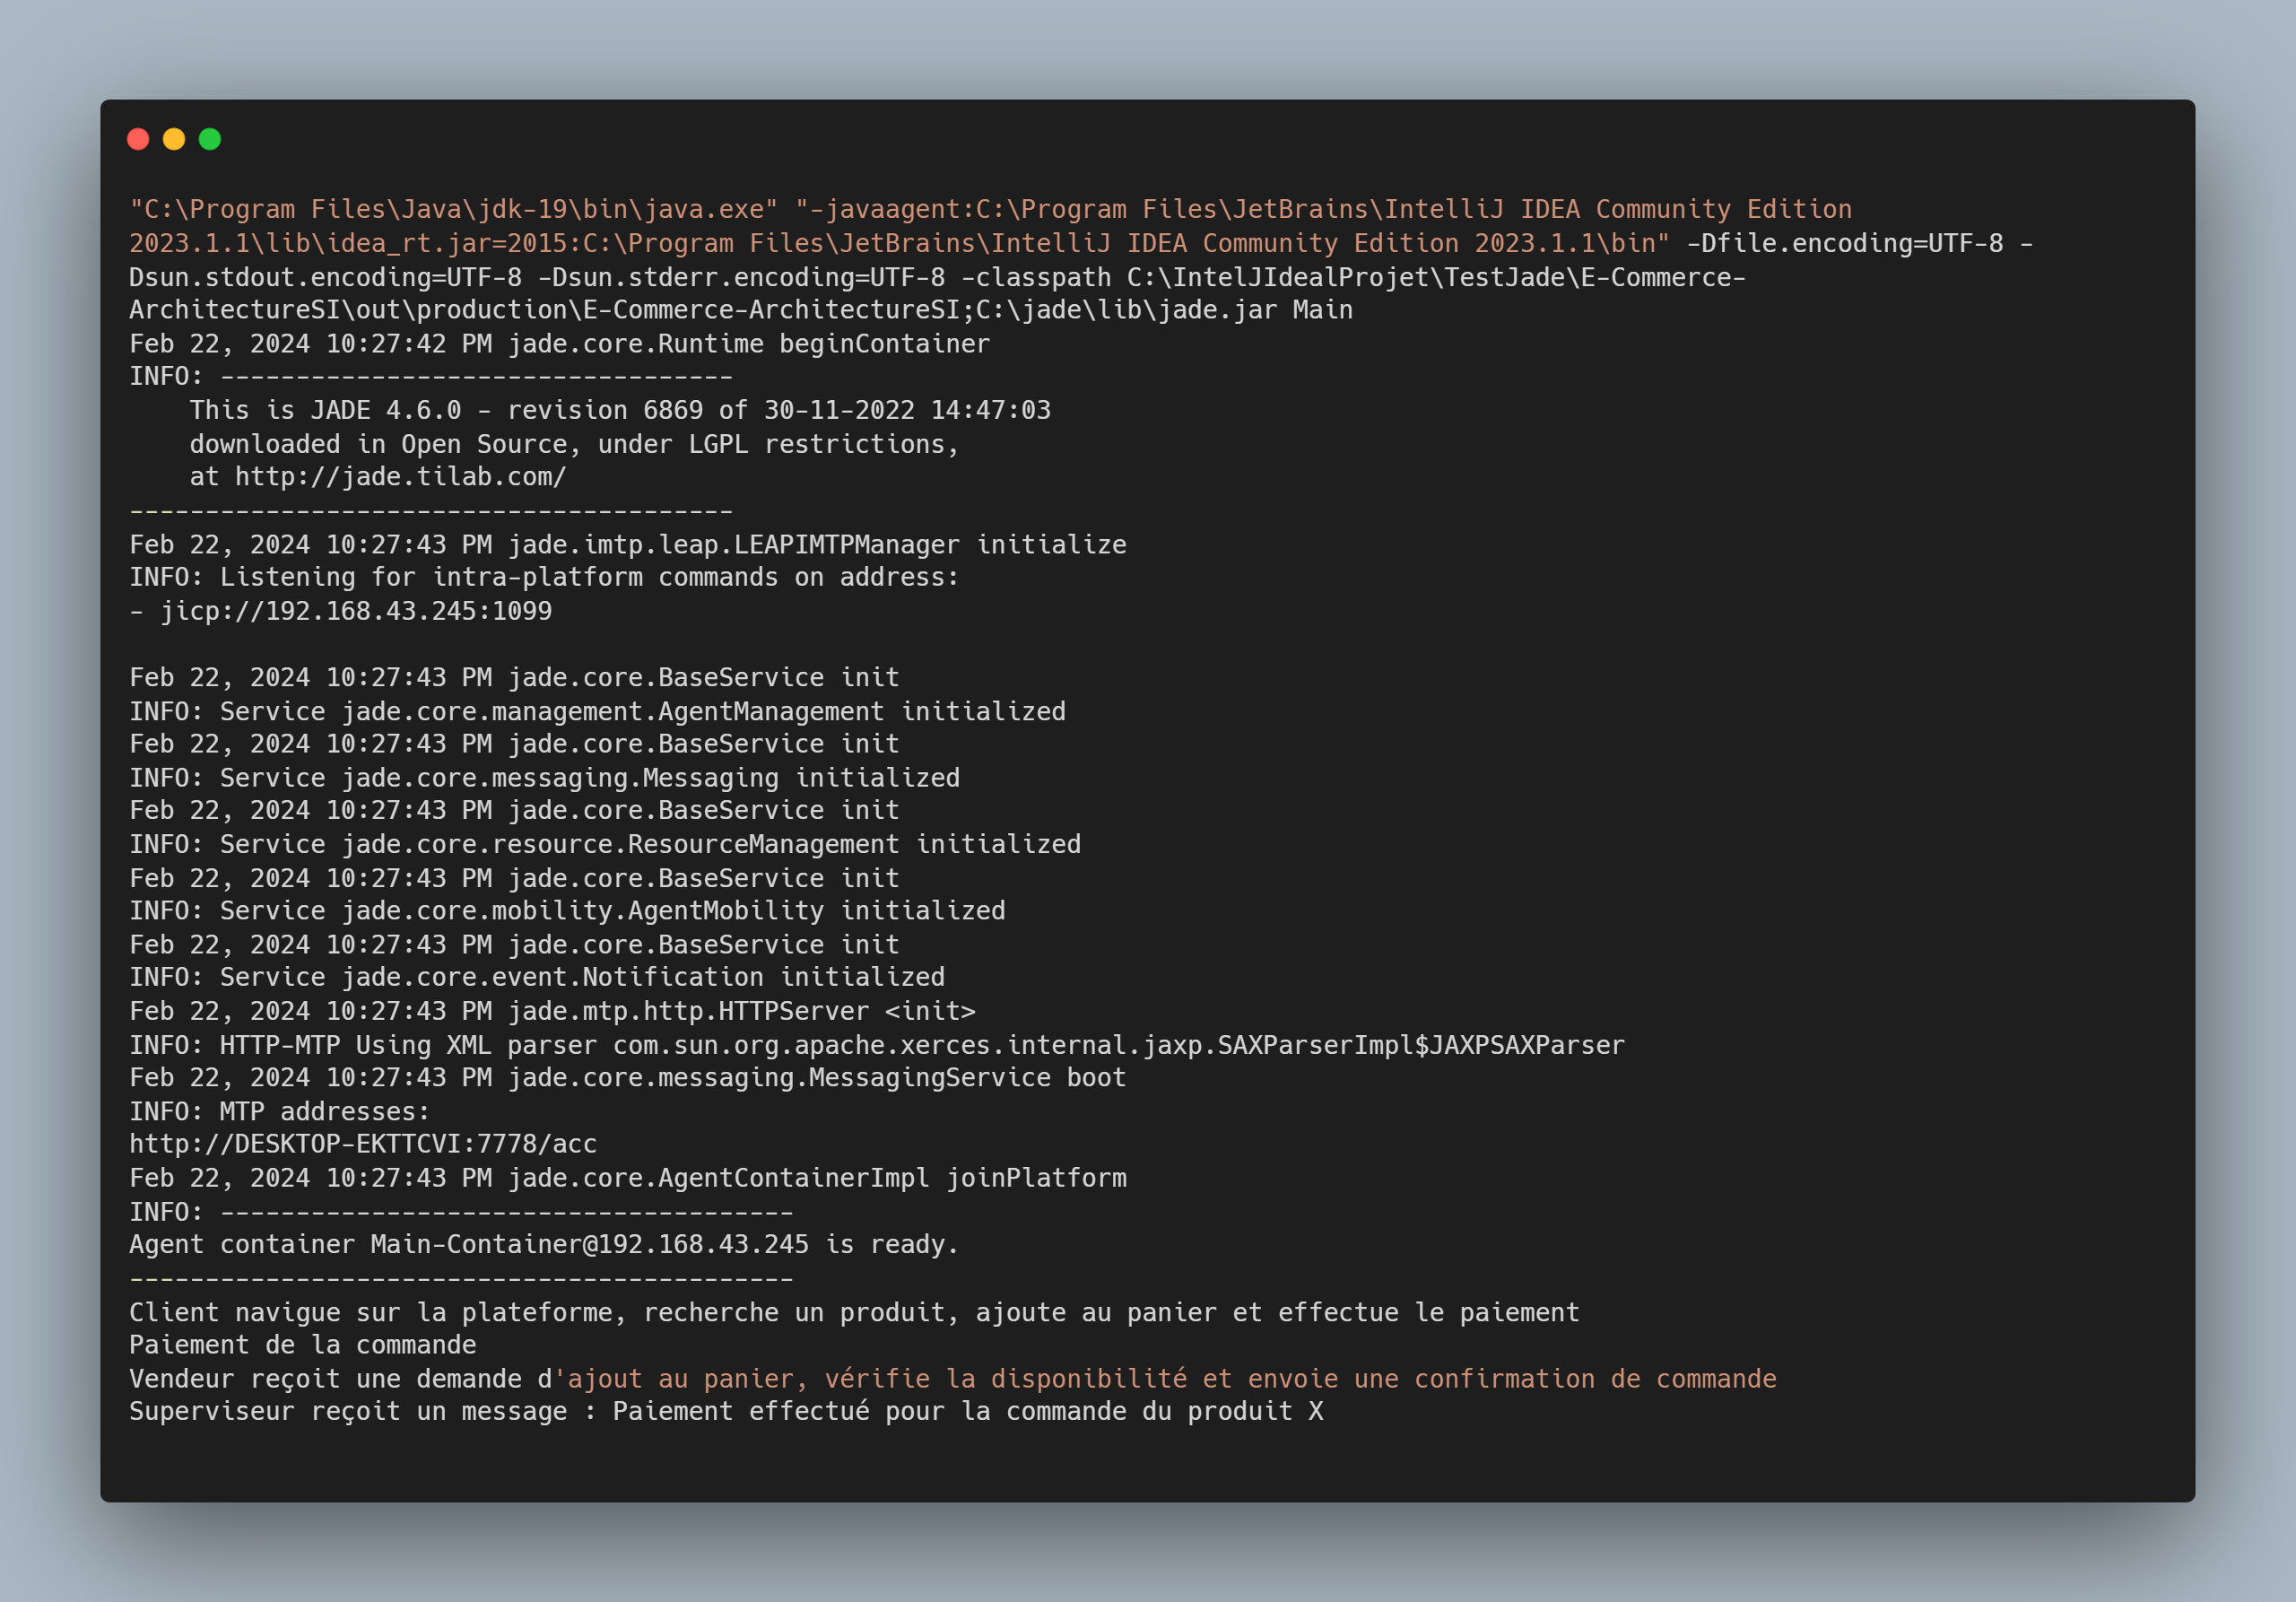 "C:\Program Files\Java\jdk-19\bin\java.exe" "-javaagent:C:\Program Files\JetBrains\IntelliJ IDEA Community Edition
2023.1.1\lib\idea_rt.jar=2015:C:\Program Files\JetBrains\IntelliJ IDEA Community Edition 2023.1.1\bin" -Dfile.encoding=UTF-8 -
Dsun.stdout.encoding=UTF-8 -Dsun.stderr.encoding=UTF-8 -classpath C:\IntelJIdealProjet\TestJade\E-Commerce-
ArchitectureSI\out\production\E-Commerce-ArchitectureSI;C:\jade\lib\jade.jar Main
Feb 22, 2024 10:27:42 PM jade.core.Runtime beginContainer
INFO: ----------------------------------
    This is JADE 4.6.0 - revision 6869 of 30-11-2022 14:47:03
    downloaded in Open Source, under LGPL restrictions,
    at http://jade.tilab.com/
----------------------------------------
Feb 22, 2024 10:27:43 PM jade.imtp.leap.LEAPIMTPManager initialize
INFO: Listening for intra-platform commands on address:
- jicp://192.168.43.245:1099

Feb 22, 2024 10:27:43 PM jade.core.BaseService init
INFO: Service jade.core.management.AgentManagement initialized
Feb 22, 2024 10:27:43 PM jade.core.BaseService init
INFO: Service jade.core.messaging.Messaging initialized
Feb 22, 2024 10:27:43 PM jade.core.BaseService init
INFO: Service jade.core.resource.ResourceManagement initialized
Feb 22, 2024 10:27:43 PM jade.core.BaseService init
INFO: Service jade.core.mobility.AgentMobility initialized
Feb 22, 2024 10:27:43 PM jade.core.BaseService init
INFO: Service jade.core.event.Notification initialized
Feb 22, 2024 10:27:43 PM jade.mtp.http.HTTPServer <init>
INFO: HTTP-MTP Using XML parser com.sun.org.apache.xerces.internal.jaxp.SAXParserImpl$JAXPSAXParser
Feb 22, 2024 10:27:43 PM jade.core.messaging.MessagingService boot
INFO: MTP addresses:
http://DESKTOP-EKTTCVI:7778/acc
Feb 22, 2024 10:27:43 PM jade.core.AgentContainerImpl joinPlatform
INFO: --------------------------------------
Agent container Main-Container@192.168.43.245 is ready.
--------------------------------------------
Client navigue sur la plateforme, recherche un produit, ajoute au panier et effectue le paiement
Paiement de la commande
Vendeur reçoit une demande d'ajout au panier, vérifie la disponibilité et envoie une confirmation de commande
Superviseur reçoit un message : Paiement effectué pour la commande du produit X